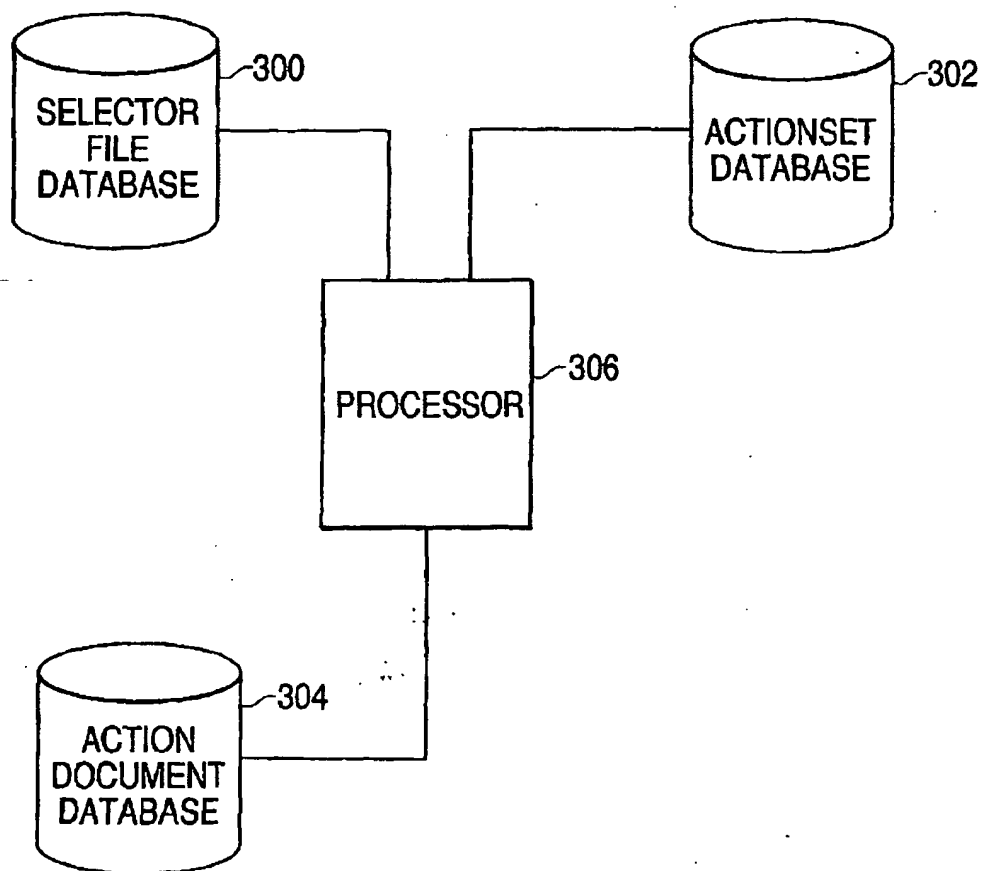 300
SELECTOR
FILE
DATABASE
302
ACTIONSET
DATABASE
306
PROCESSOR
304
ACTION
DOCUMENT
DATABASE